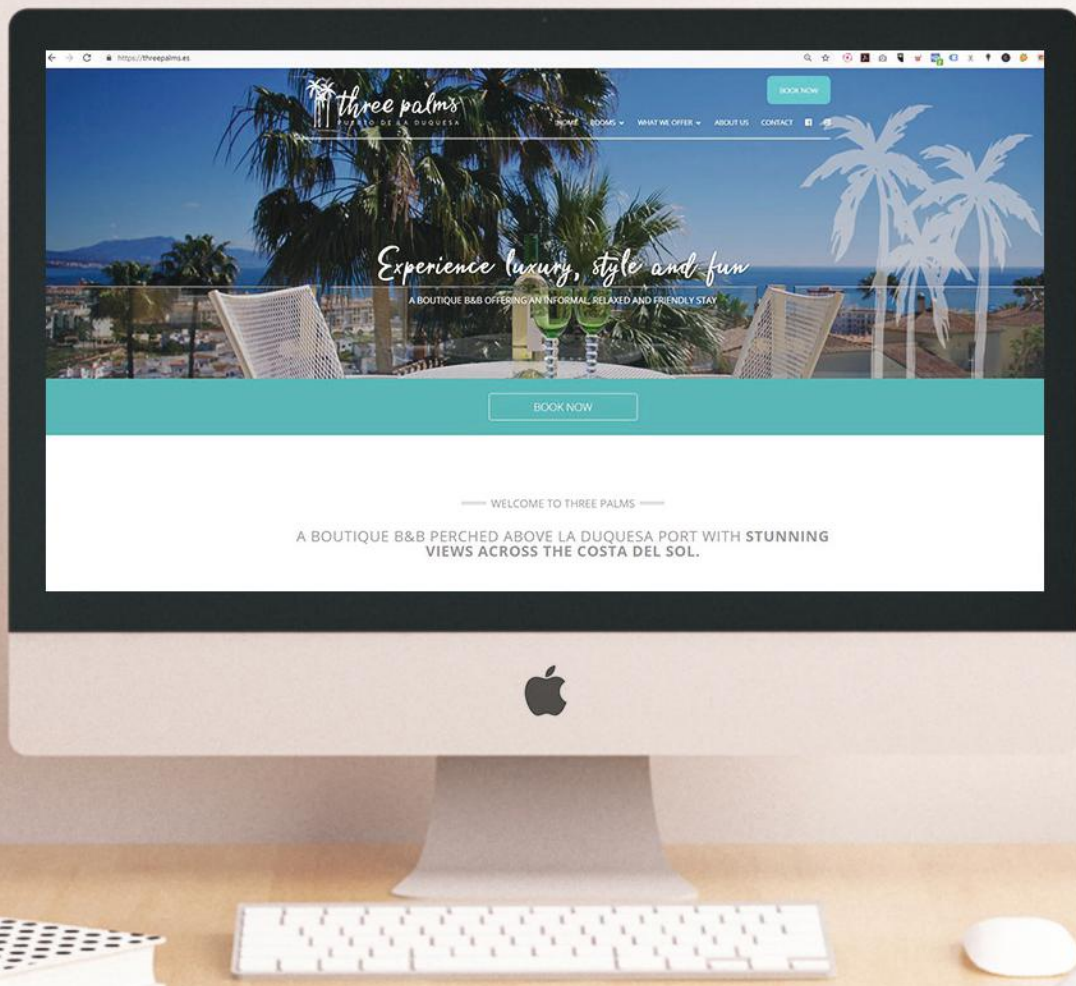 https://threepalms.es
BOOK NOW
three palms
PUERTO DE LA DUQUESA
HOME ROOMS WHAT WE OFFER ABOUT US CONTACT
Experience luxury, style and fun
A BOUTIQUE B&B OFFERING AN INFORMAL, RELAXED AND FRIENDLY STAY
BOOK NOW
WELCOME TO THREE PALMS
A BOUTIQUE B&B PERCHED ABOVE LA DUQUESA PORT WITH STUNNING
VIEWS ACROSS THE COSTA DEL SOL.